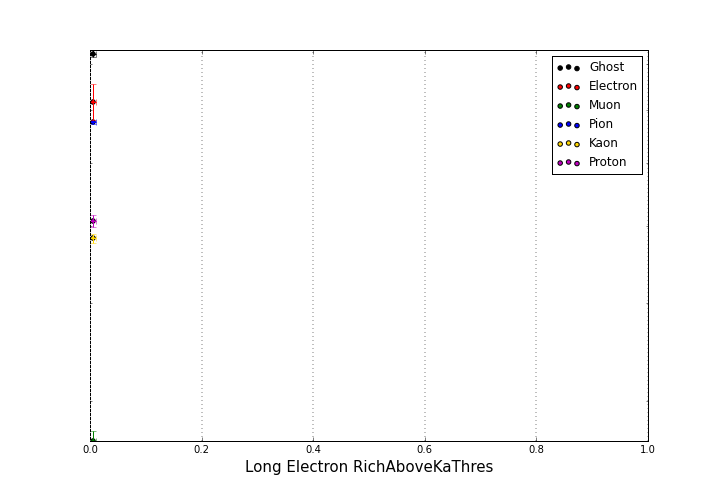 Ghost
Electron
Muon
Pion
Kaon
Proton
0.0 0.2 0.4 0.6 0.8 1.0
Long Electron RichAboveKaThres